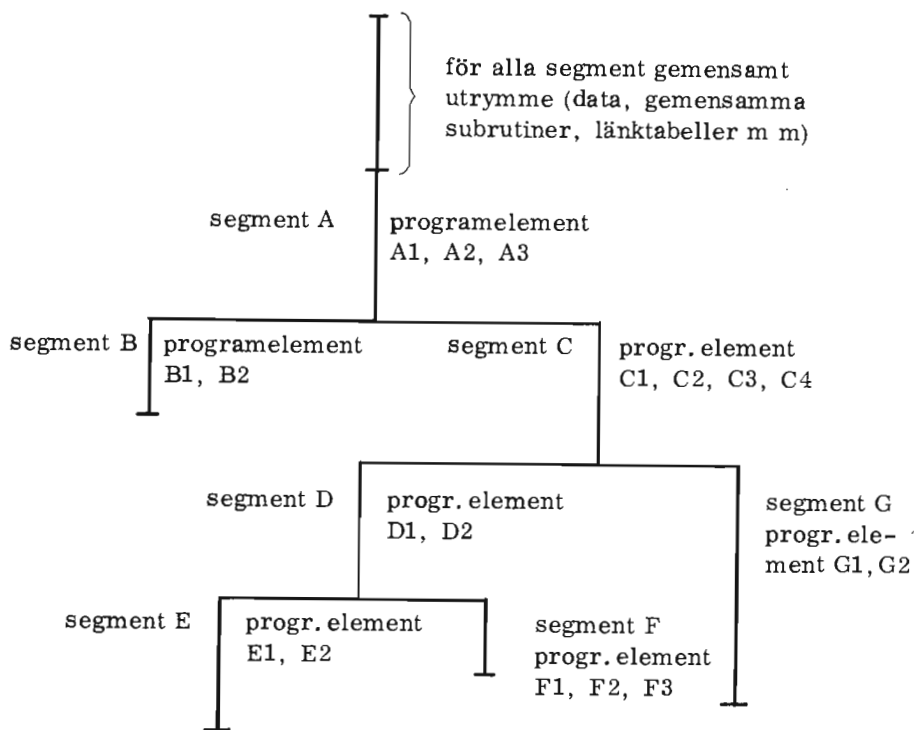 för alla segment gemensamt
utrymme (data, gemensamma
subrutiner, länktabeller m m)
segment A
programelement
A1, A2, A3
segment B
programelement
B1, B2
segment C
progr. element
C1, C2, C3, C4
segment D
progr. element
D1, D2
segment G
progr. ele-
ment G1, G2
segment E
progr. element
E1, E2
segment F
progr. element
F1, F2, F3